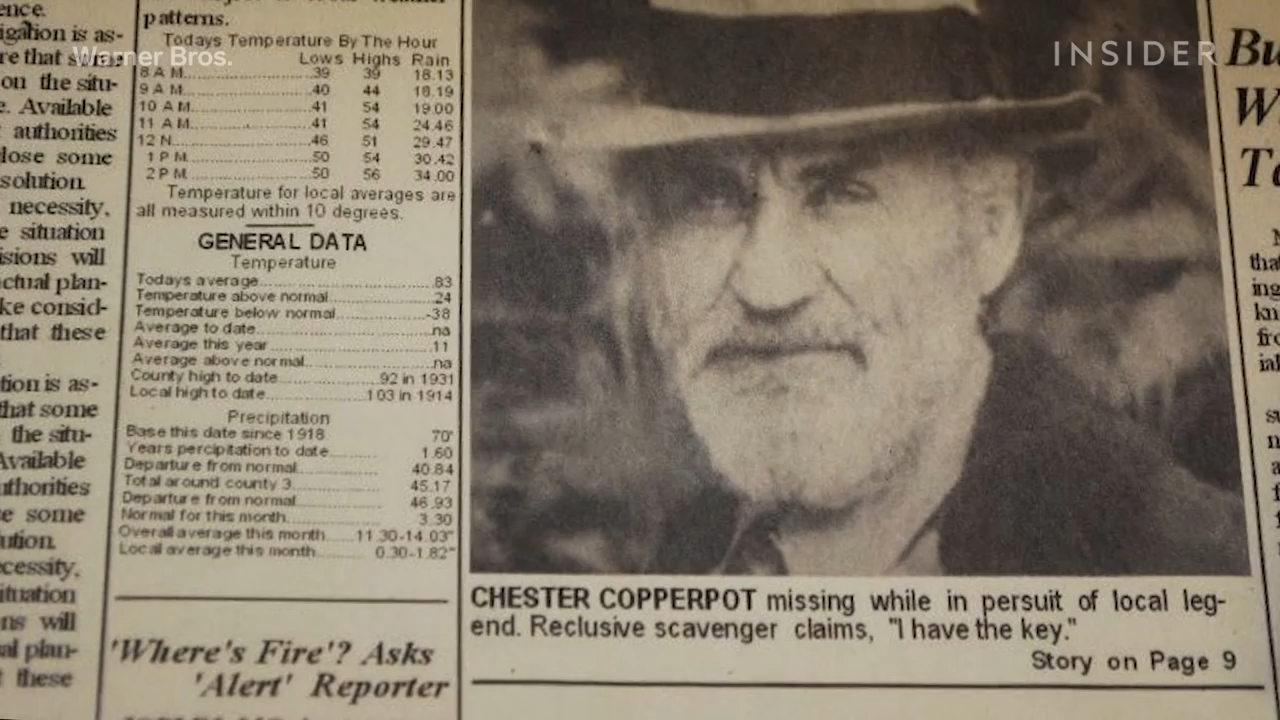 ence.
igation is as-
re that some
on the situ-
e. Available
authorities
lose some
solution.
necessity,
e situation
isions will
ctual plan-
ke consid-
that these
tion is as-
that some
the situ-
Available
uthorities
se some
ution.
cessity,
ituation
ns will
al plan-
these
Warner Bros.
patterns.
Todays Temperature By The Hour
Lows Highs Rain
8 A M 39 39 18.13
9 A M 40 44 18.19
10 A M 41 54 19.00
11 A M 41 54 24.46
12 N 46 51 29.47
1 P M 50 54 30.42
2 P M 50 56 34.00
Temperature for local averages are
all measured within 10 degrees.
GENERAL DATA
Temperature
Todays average 83
Temperature above normal 24
Temperature below normal -38
Average to date na
Average this year 11
Average above normal na
County high to date 92 in 1931
Local high to date 103 in 1914
Precipitation
Base this date since 1918 70"
Years percipitation to date 1.60
Departure from normal 40.84
Total around county 3 45.17
Departure from normal 46.93
Normal for this month 3.30
Overall average this month 11.30-14.03"
Local average this month 0.30-1.82"
'Where's Fire'? Asks
'Alert' Reporter
INSIDER
CHESTER COPPERPOT missing while in persuit of local leg-
end. Reclusive scavenger claims, "I have the key."
Story on Page 9
Bu
W
To
that
ing
kn
fro